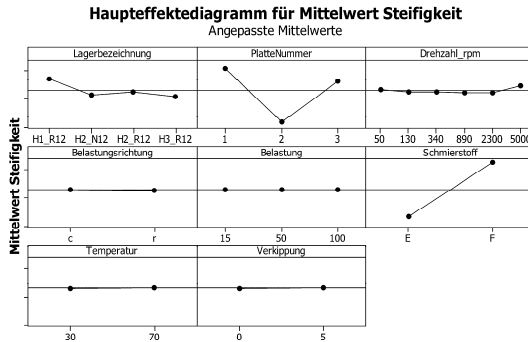 Haupteffektediagramm für Mittelwert Steifigkeit
Angepasste Mittelwerte
Mittelwert Steifigkeit
Lagerbezeichnung PlatteNummer Drehzahl_rpm
H1_R12 H2_N12 H2_R12 H3_R12 1 2 3 50 130 340 890 2300 5000
Belastungsrichtung Belastung Schmierstoff
c r 15 50 100 E F
Temperatur Verkippung
30 70 0 5